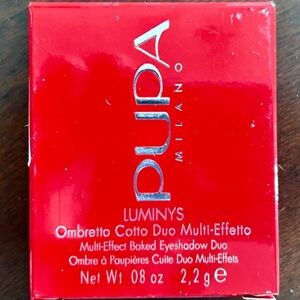 PUPA
MILANO
LUMINYS
Ombretto Cotto Duo Multi-Effetto
Multi-Effect Baked Eyeshadow Duo
Ombre à Paupières Cuite Duo Multi-Effets
Net Wt 08 oz 2,2g ℮